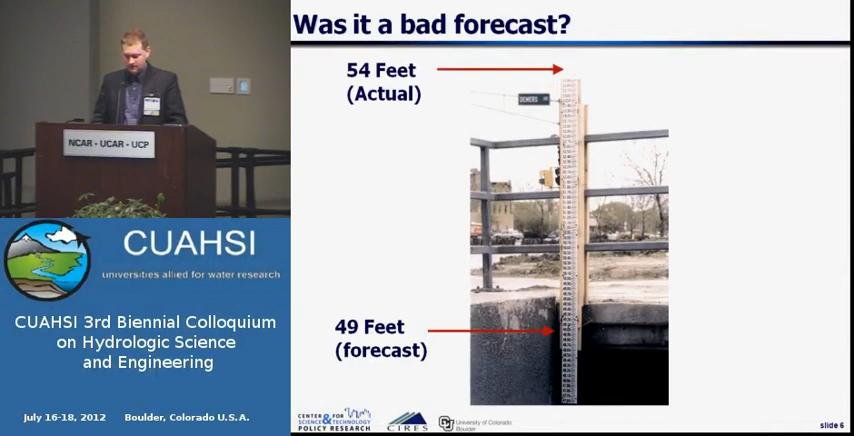 Was it a bad forecast?
54 Feet
(Actual)
DEMERS
49 Feet
(forecast)
NCAR - UCAR - UCP
CUAHSI
universities allied for water research
CUAHSI 3rd Biennial Colloquium
on Hydrologic Science
and Engineering
July 16-18, 2012 Boulder, Colorado U.S.A.
CENTER FOR
SCIENCE & TECHNOLOGY
POLICY RESEARCH
CIRES
CU
University of Colorado
Boulder
slide 6